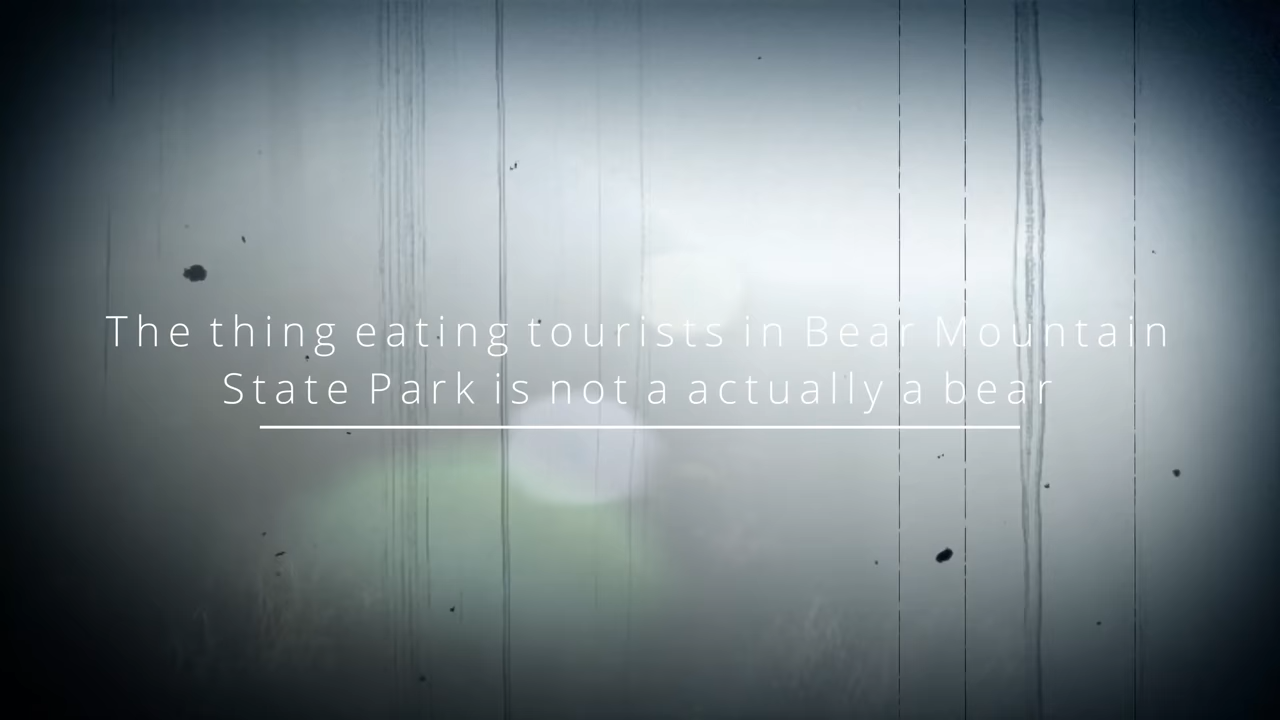 The thing eating tourists in Bear Mountain
State Park is not a actually a bear